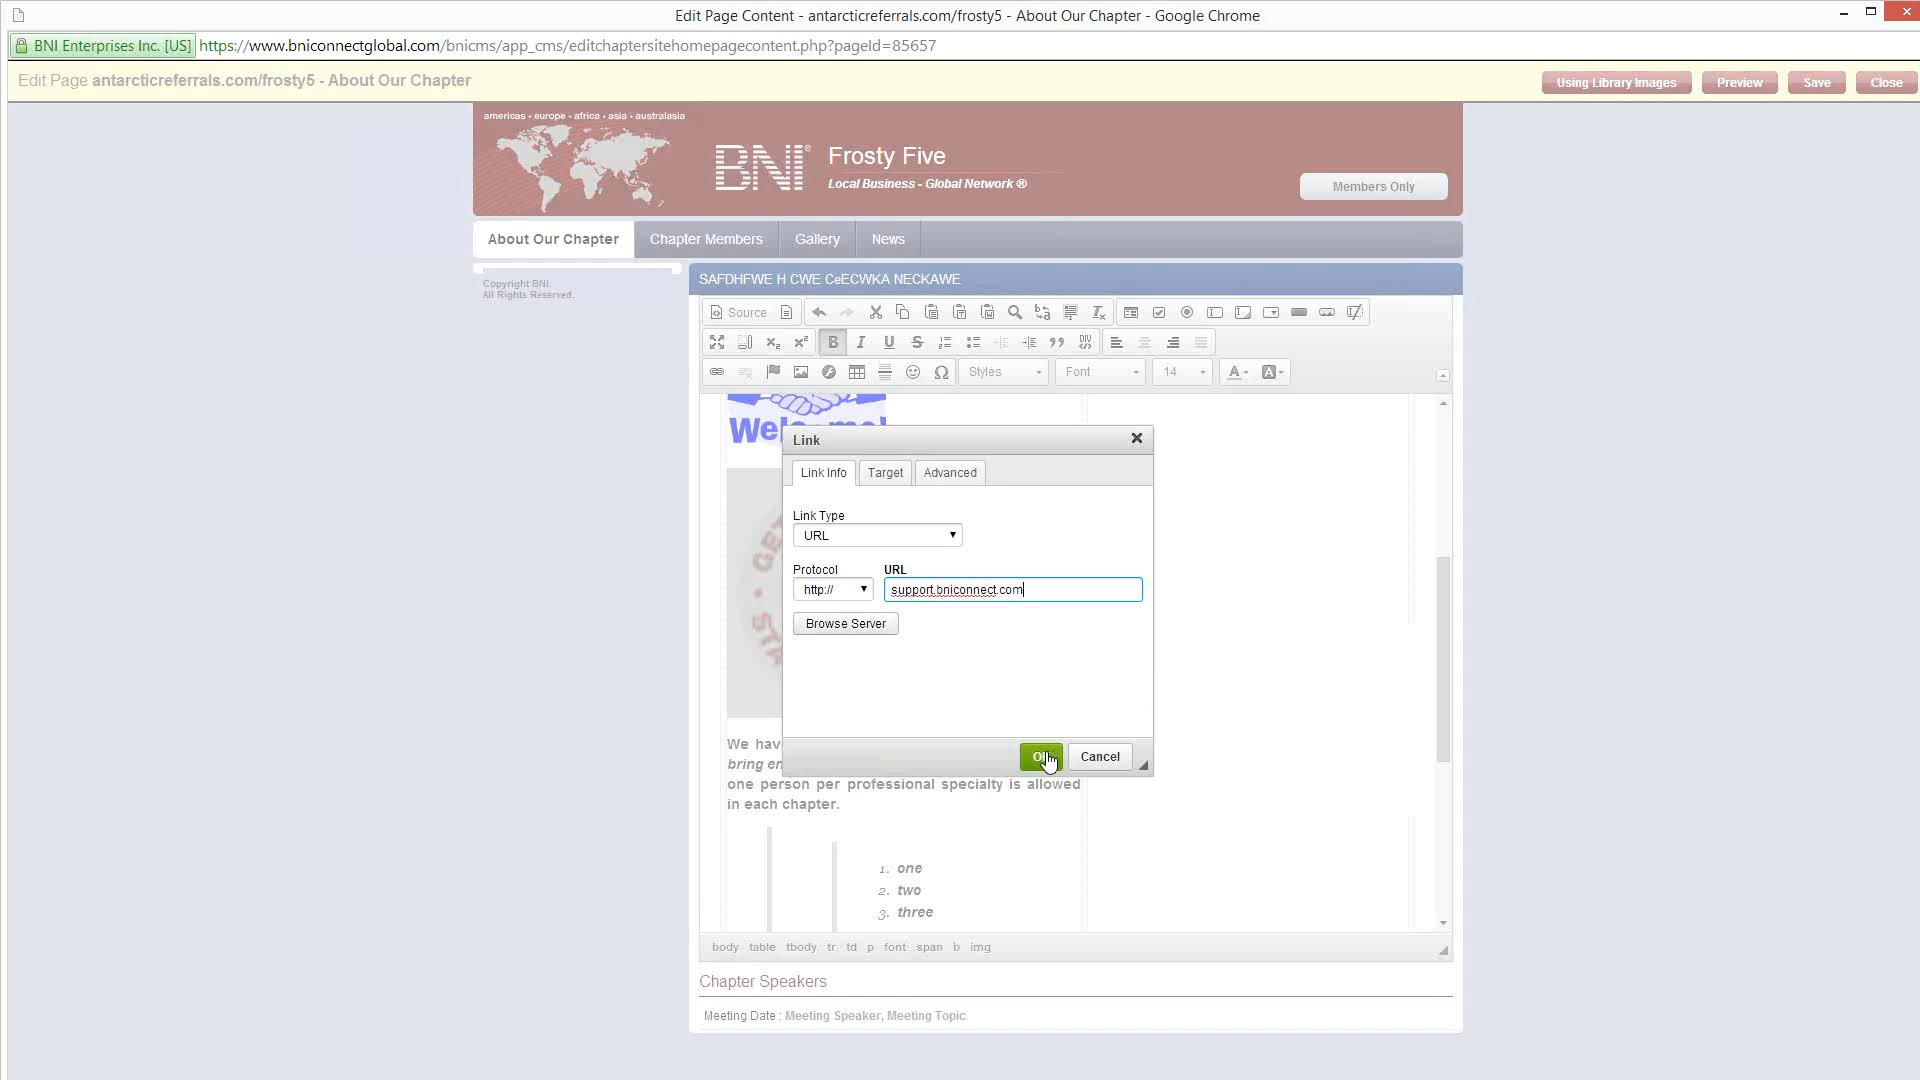 Edit Page Content - antarcticreferrals.com/frosty5 - About Our Chapter - Google Chrome
BNI Enterprises Inc. [US] https://www.bniconnectglobal.com/bnicms/app_cms/editchaptersitehomepagecontent.php?pageId=85657
Edit Page antarcticreferrals.com/frosty5 - About Our Chapter
Using Library Images Preview Save Close
americas • europe • africa • asia • australasia
BNI® Frosty Five
Local Business - Global Network ®
Members Only
About Our Chapter Chapter Members Gallery News
Copyright BNI.
All Rights Reserved.
SAFDHFWE H CWE CeECWKA NECKAWE
Source
Styles Font 14
Link
Link Info Target Advanced
Link Type
URL
Protocol URL
http:// support.bniconnect.com
Browse Server
Cancel
We
bring
one person per professional specialty is allowed
in each chapter.
1. one
2. two
3. three
body table tbody tr td p font span b img
Chapter Speakers
Meeting Date : Meeting Speaker, Meeting Topic